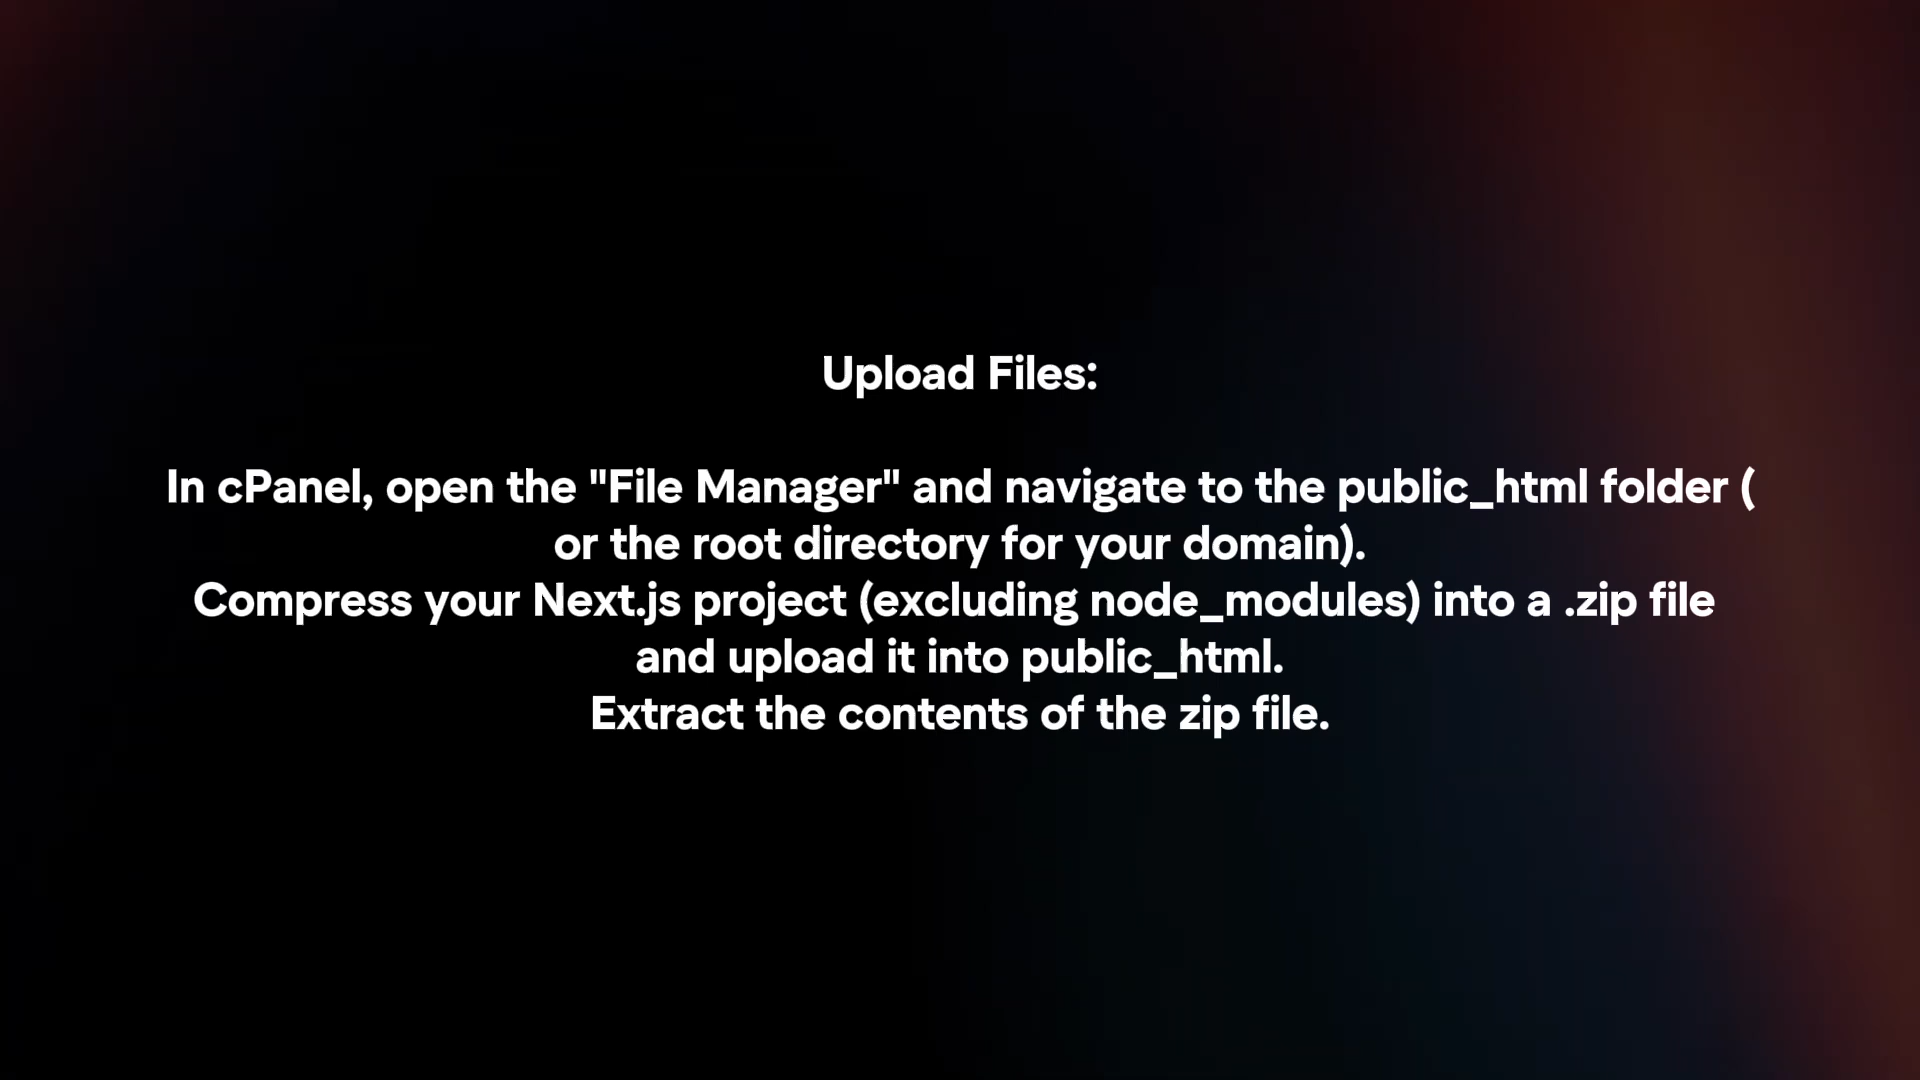 Upload Files:
In cPanel, open the "File Manager" and navigate to the public_html folder (
or the root directory for your domain).
Compress your Next.js project (excluding node_modules) into a .zip file
and upload it into public_html.
Extract the contents of the zip file.